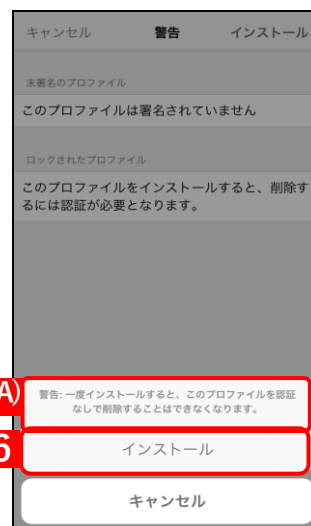 キャンセル 警告 インストール
未署名のプロファイル
このプロファイルは署名されていません
ロックされたプロファイル
このプロファイルをインストールすると、削除す
るには認証が必要となります。
A)
警告: 一度インストールすると、このプロファイルを認証
なしで削除することはできなくなります。
6
インストール
キャンセル